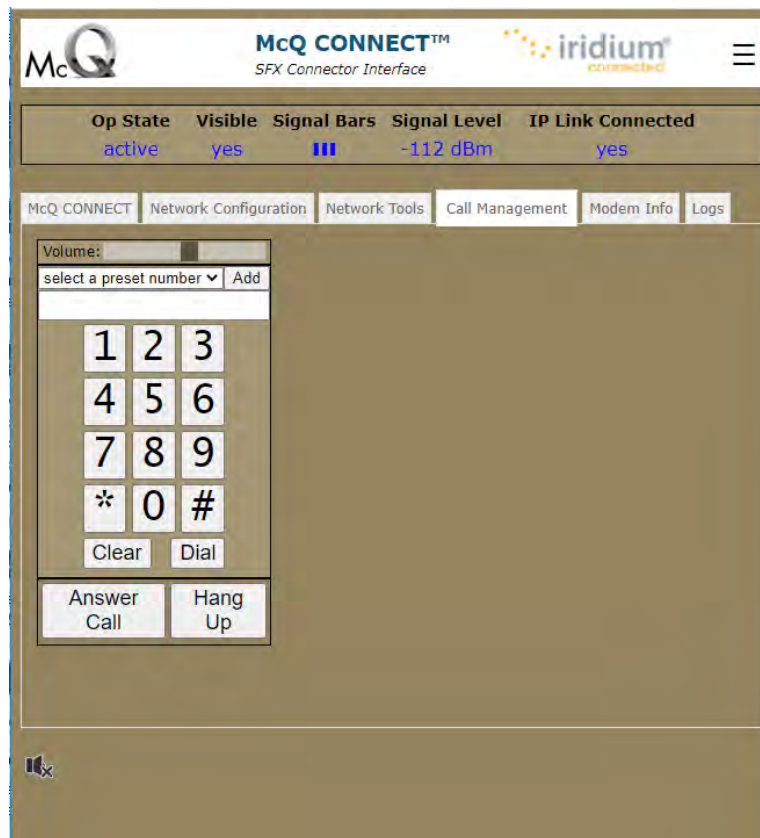 McQ
McQ CONNECT™
SFX Connector Interface
iridium®
connected
Op State Visible Signal Bars Signal Level IP Link Connected
active yes -112 dBm yes
McQ CONNECT Network Configuration Network Tools Call Management Modem Info Logs
Volume:
select a preset number Add
1 2 3
4 5 6
7 8 9
* 0 #
Clear Dial
Answer Call Hang Up